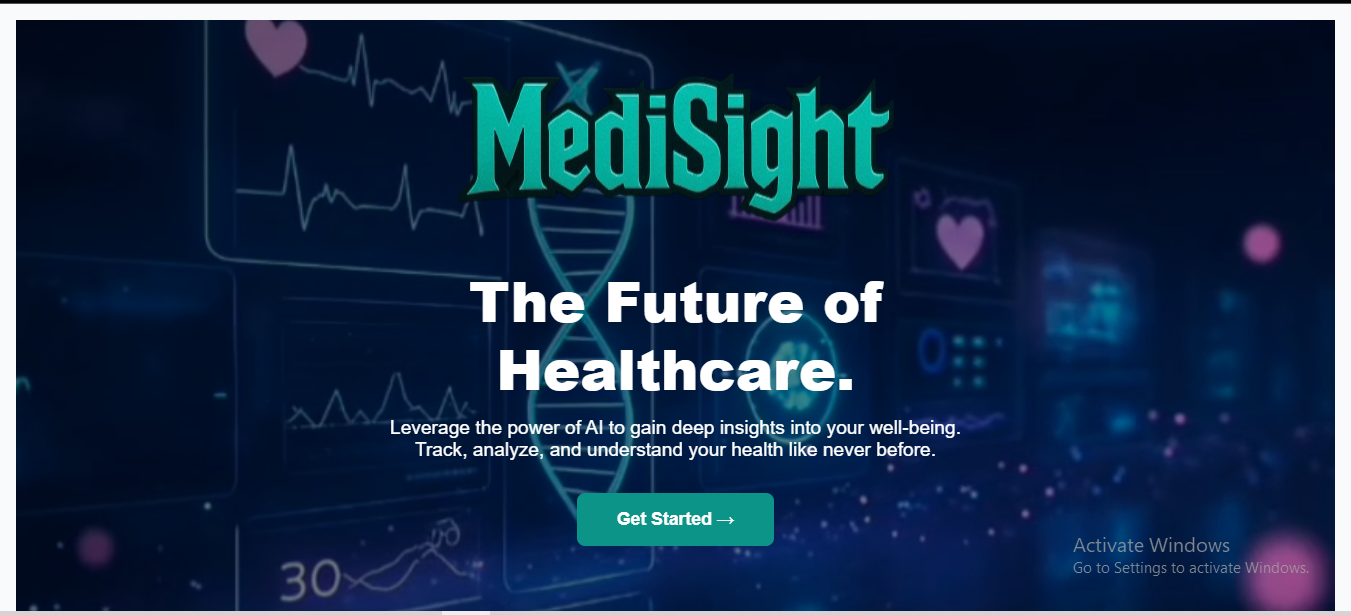 MediSight
The Future of
Healthcare.
Leverage the power of AI to gain deep insights into your well-being.
Track, analyze, and understand your health like never before.
Get Started →
30
Activate Windows
Go to Settings to activate Windows.